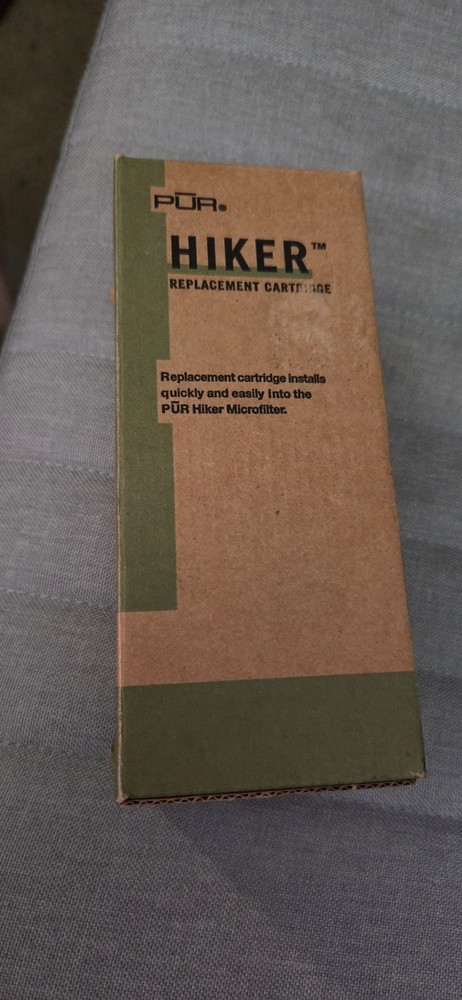 PŪR®
HIKER™
REPLACEMENT CARTRIDGE
Replacement cartridge installs
quickly and easily into the
PŪR Hiker Microfilter.